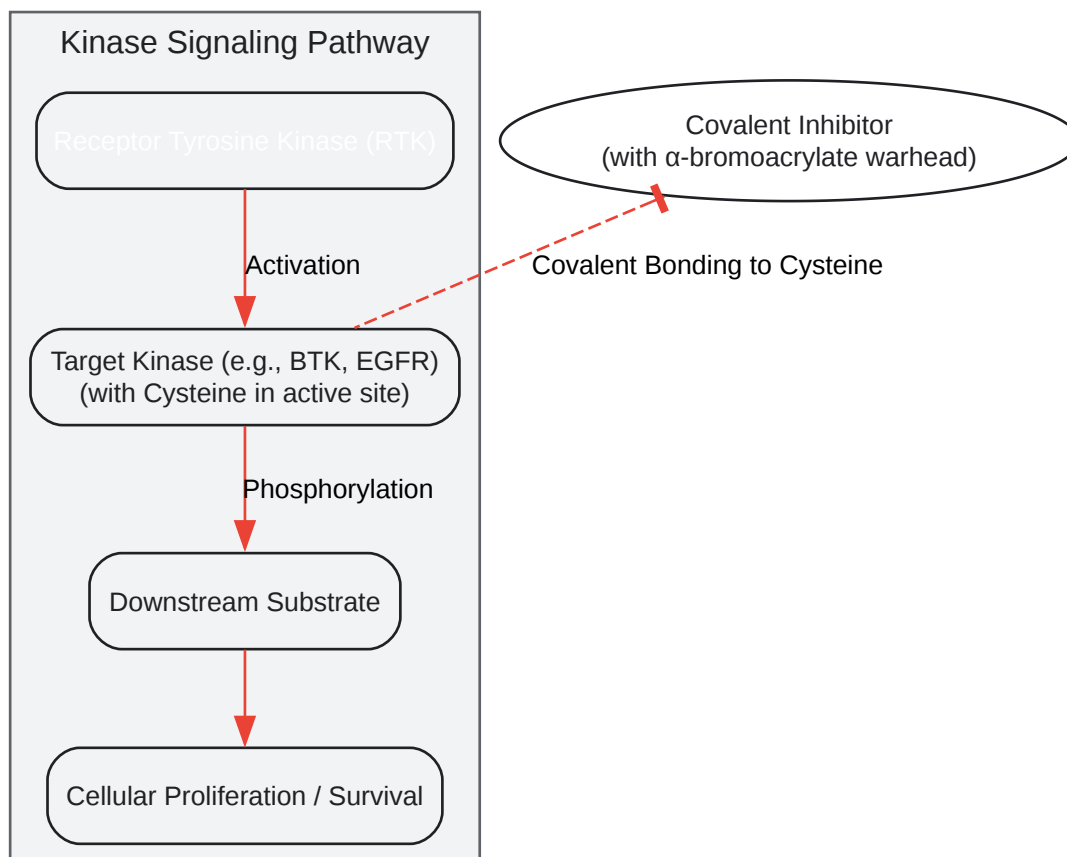 Kinase Signaling Pathway
Receptor Tyrosine Kinase (RTK)
Covalent Inhibitor
(with α-bromoacrylate warhead)
Activation
Covalent Bonding to Cysteine
Target Kinase (e.g., BTK, EGFR)
(with Cysteine in active site)
Phosphorylation
Downstream Substrate
Cellular Proliferation / Survival